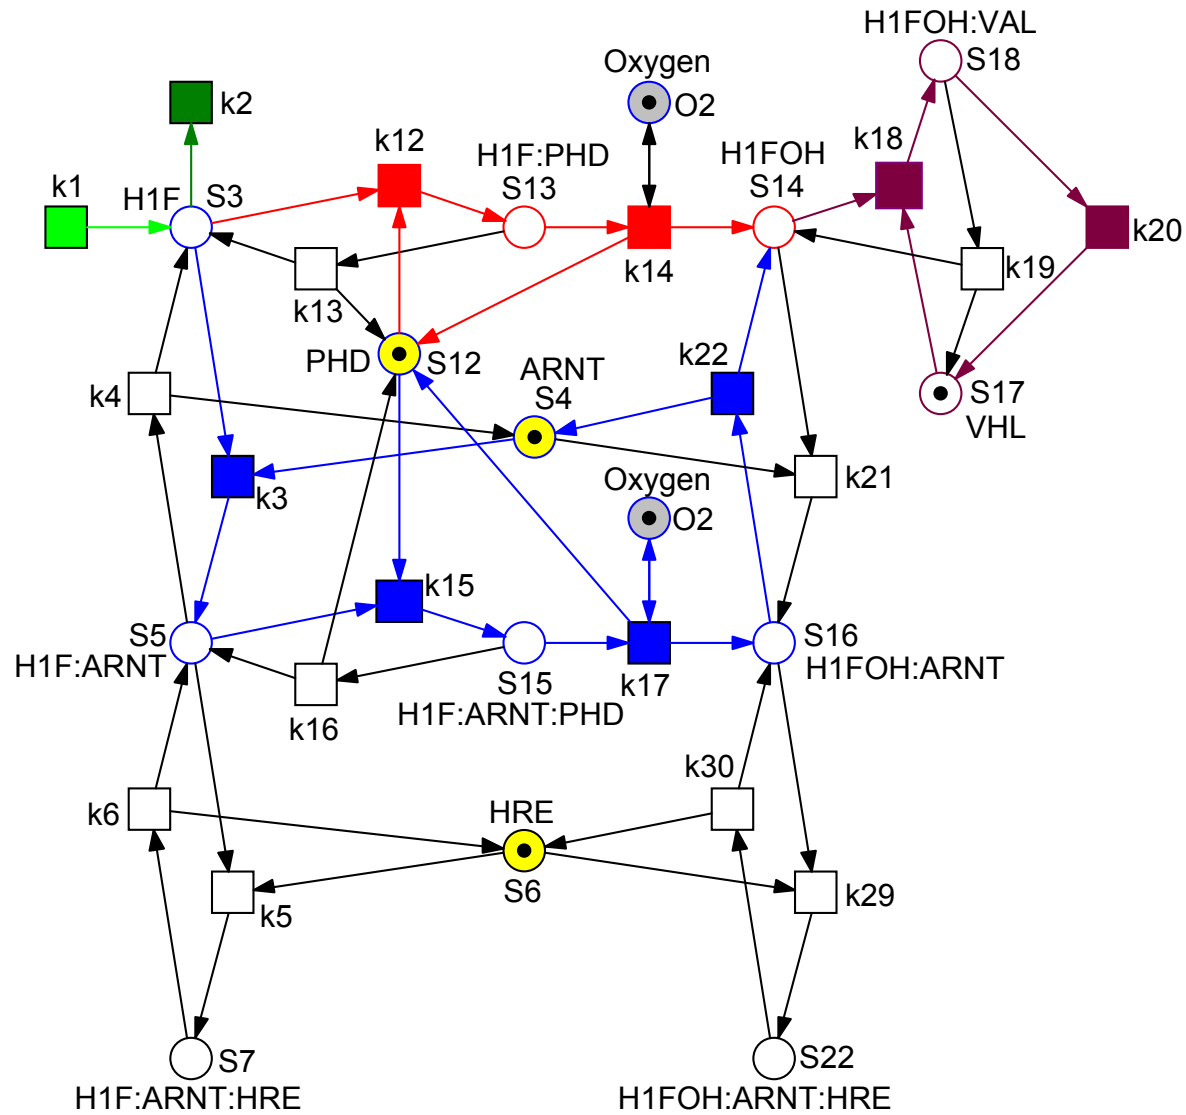 H1FOH:VAL
S18
Oxygen
O2
k2
k12
k18
H1F:PHD
S13
H1FOH
S14
k1
H1F
S3
k20
k14
k19
k13
PHD
S12
k22
ARNT
S4
S17
VHL
k4
k3
k21
Oxygen
O2
k15
S5
H1F:ARNT
S16
H1FOH:ARNT
S15
H1F:ARNT:PHD
k17
k16
k30
k6
HRE
S6
k5
k29
S7
H1F:ARNT:HRE
S22
H1FOH:ARNT:HRE